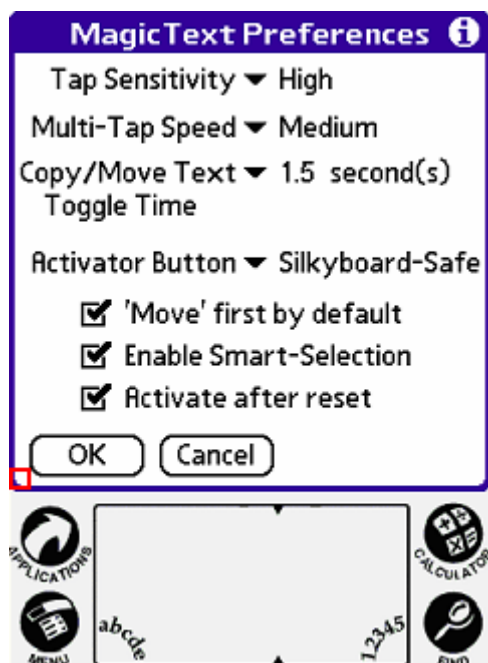 MagicText Preferences i
Tap Sensitivity High
Multi-Tap Speed Medium
Copy/Move Text 1.5 second(s)
Toggle Time
Activator Button Silkyboard-Safe
'Move' first by default
Enable Smart-Selection
Activate after reset
OK Cancel
APPLICATIONS CALCULATOR
abcde 12345
MENU FIND